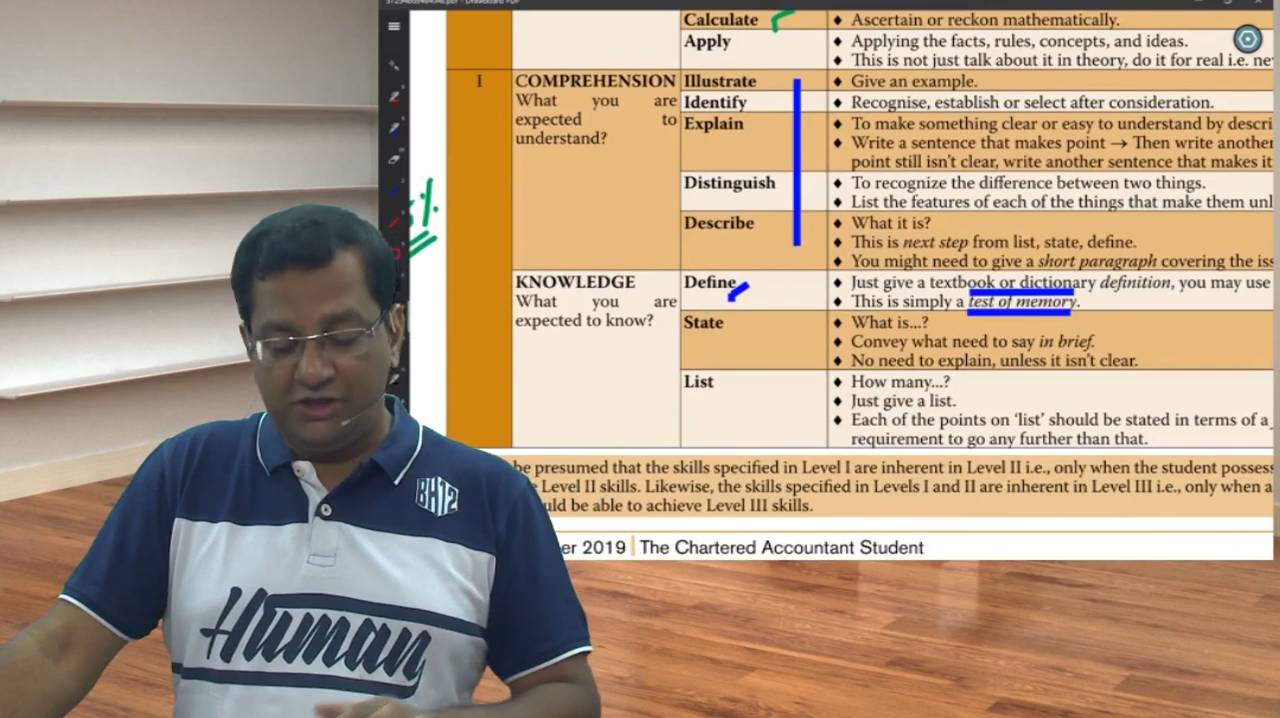 Calculate
Ascertain or reckon mathematically.
Apply
Applying the facts, rules, concepts, and ideas.
This is not just talk about it in theory, do it for real i.e. ne
I
COMPREHENSION
What you are
expected to
understand?
Illustrate
Give an example.
Identify
Recognise, establish or select after consideration.
Explain
To make something clear or easy to understand by descri
Write a sentence that makes point → Then write another
point still isn't clear, write another sentence that makes it
Distinguish
To recognize the difference between two things.
List the features of each of the things that make them unl
Describe
What it is?
This is next step from list, state, define.
You might need to give a short paragraph covering the iss
KNOWLEDGE
What you are
expected to know?
Define
Just give a textbook or dictionary definition, you may use
This is simply a test of memory.
State
What is...?
Convey what need to say in brief.
No need to explain, unless it isn't clear.
List
How many...?
Just give a list.
Each of the points on 'list' should be stated in terms of a
requirement to go any further than that.
be presumed that the skills specified in Level I are inherent in Level II i.e., only when the student possess
Level II skills. Likewise, the skills specified in Levels I and II are inherent in Level III i.e., only when a
uld be able to achieve Level III skills.
er 2019 | The Chartered Accountant Student
BH12
Human